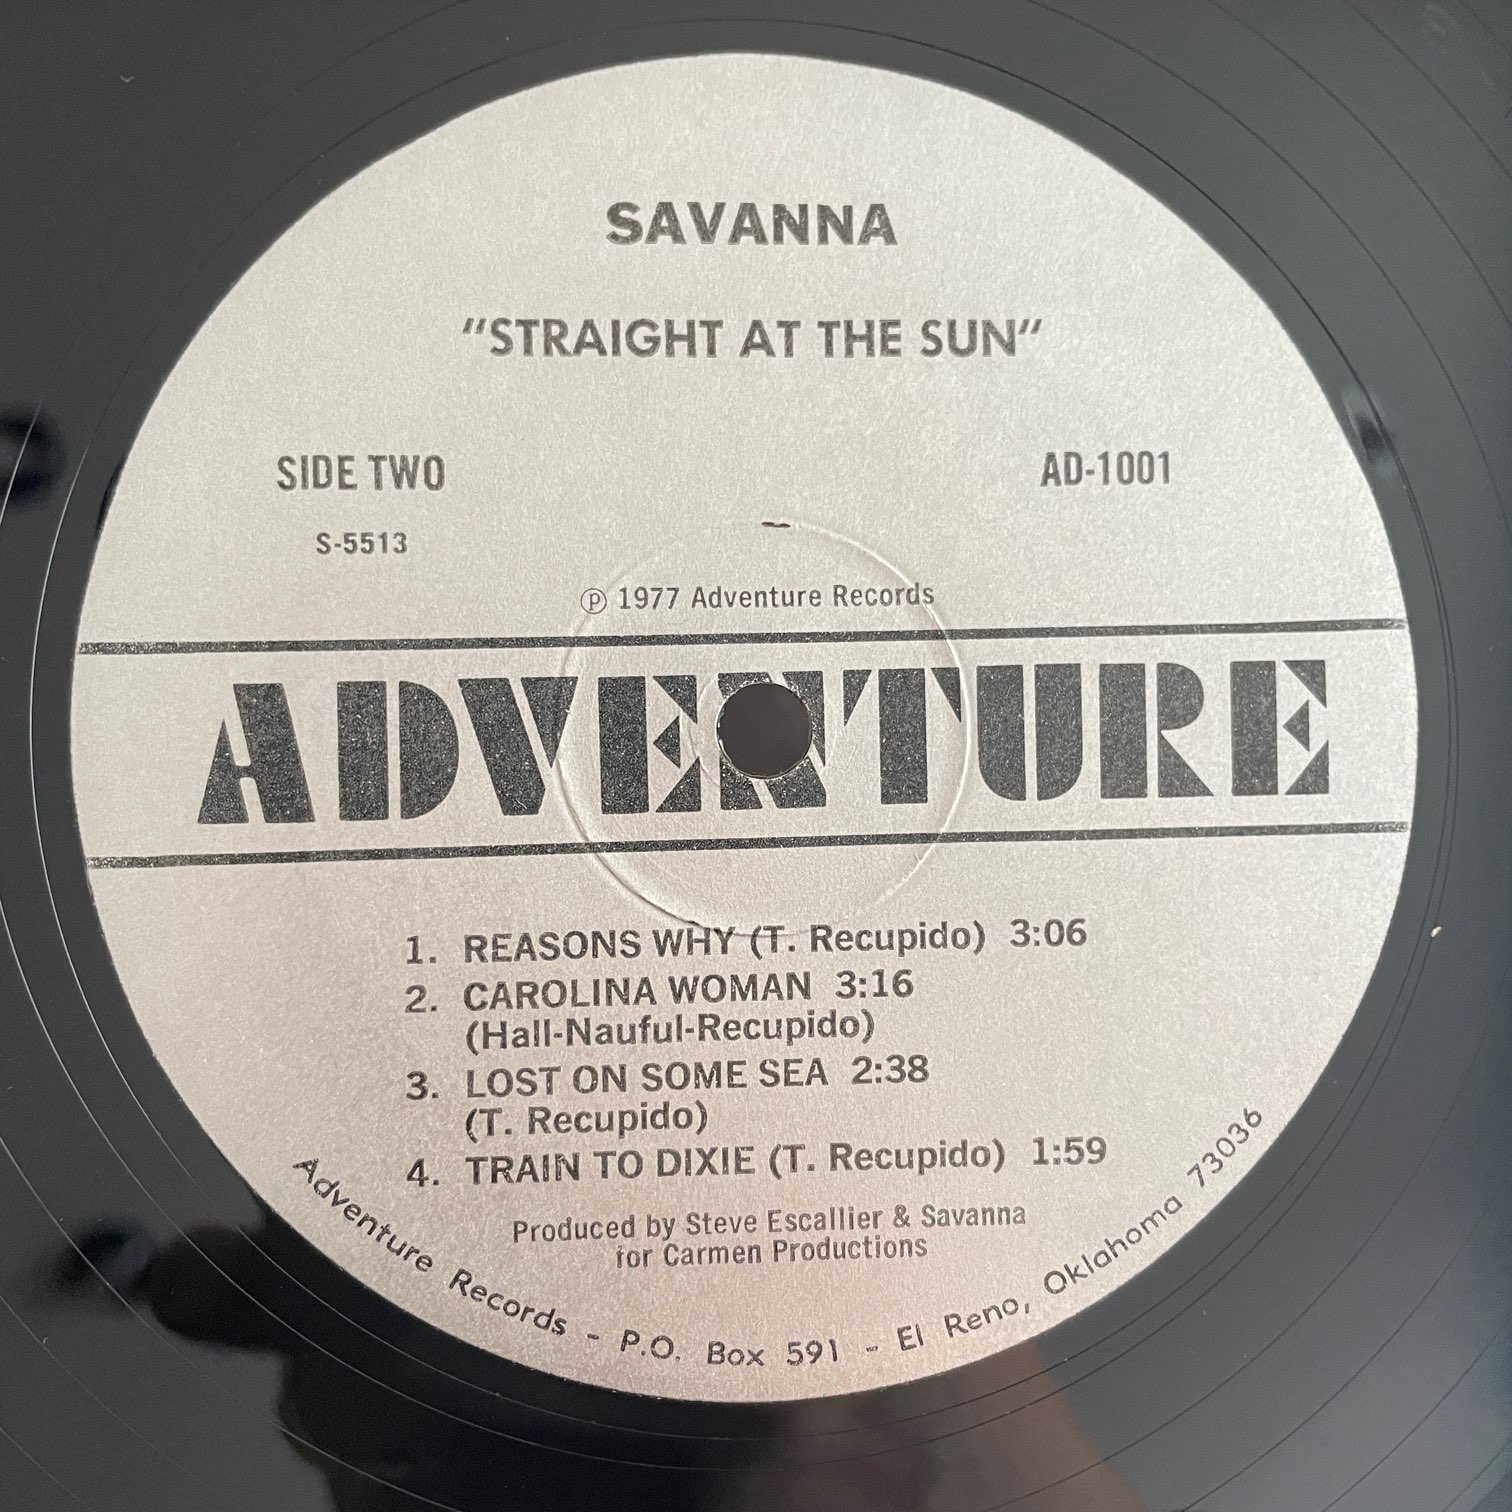 SAVANNA
"STRAIGHT AT THE SUN"
SIDE TWO
AD-1001
S-5513
℗ 1977 Adventure Records
ADVENTURE
1. REASONS WHY (T. Recupido) 3:06
2. CAROLINA WOMAN 3:16
(Hall-Nauful-Recupido)
3. LOST ON SOME SEA 2:38
(T. Recupido)
4. TRAIN TO DIXIE (T. Recupido) 1:59
Produced by Steve Escallier & Savanna
for Carmen Productions
Adventure Records - P.O. Box 591 - El Reno, Oklahoma 73036